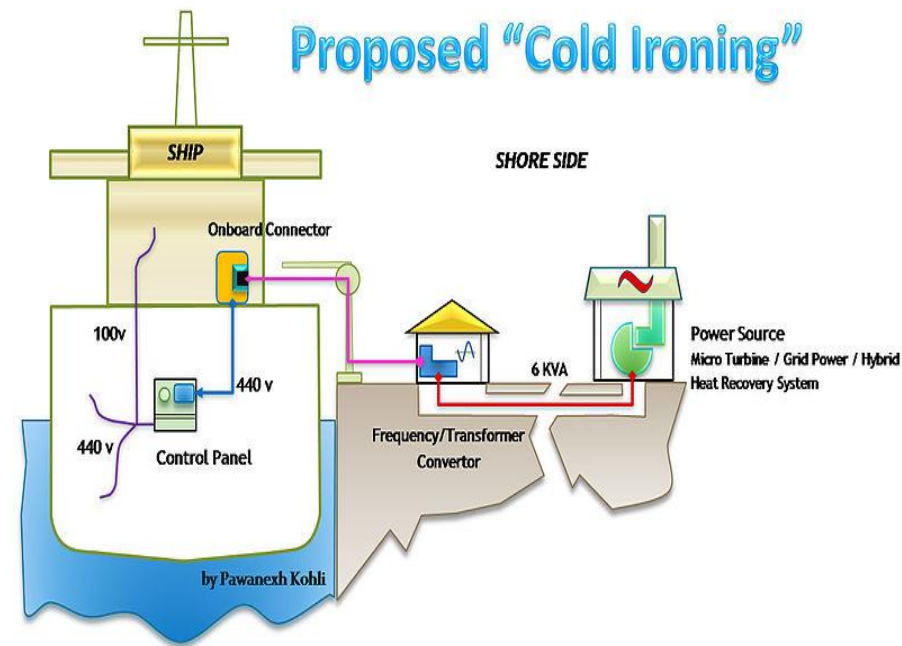 Proposed “Cold Ironing”
SHIP
SHORE SIDE
Onboard Connector
100v
440 v
440 v
Control Panel
Frequency/Transformer
Convertor
6 KVA
Power Source
Micro Turbine / Grid Power / Hybrid
Heat Recovery System
by Pawanexh Kohli